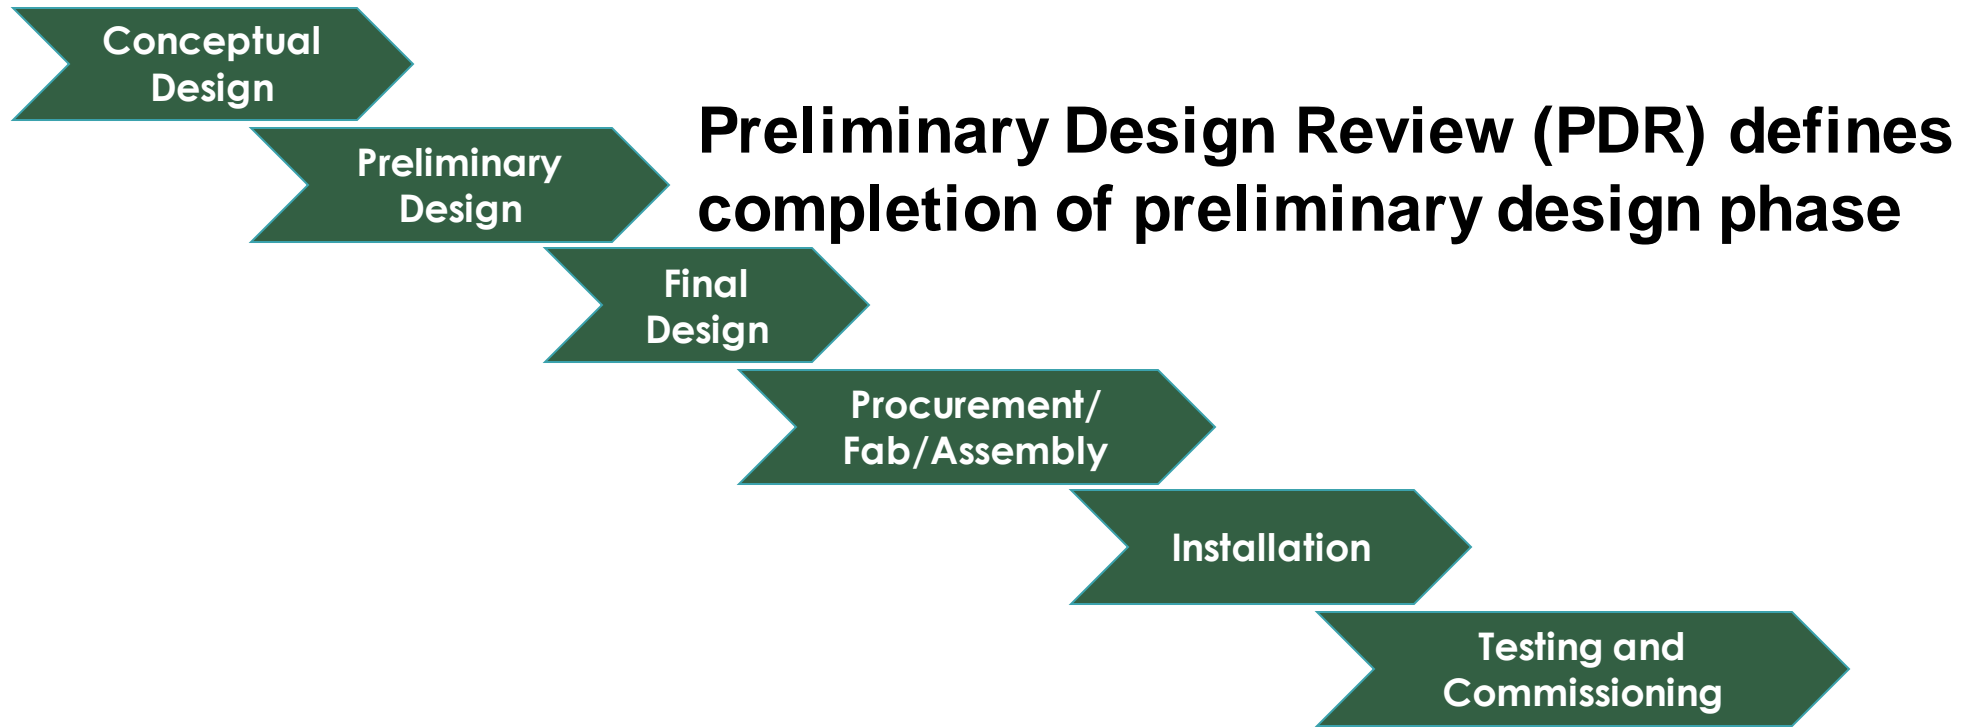 Conceptual
Design
Preliminary Design Review (PDR) defines
completion of preliminary design phase
Preliminary
Design
Final
Design
Procurement/
Fab/Assembly
Installation
Testing and
Commissioning